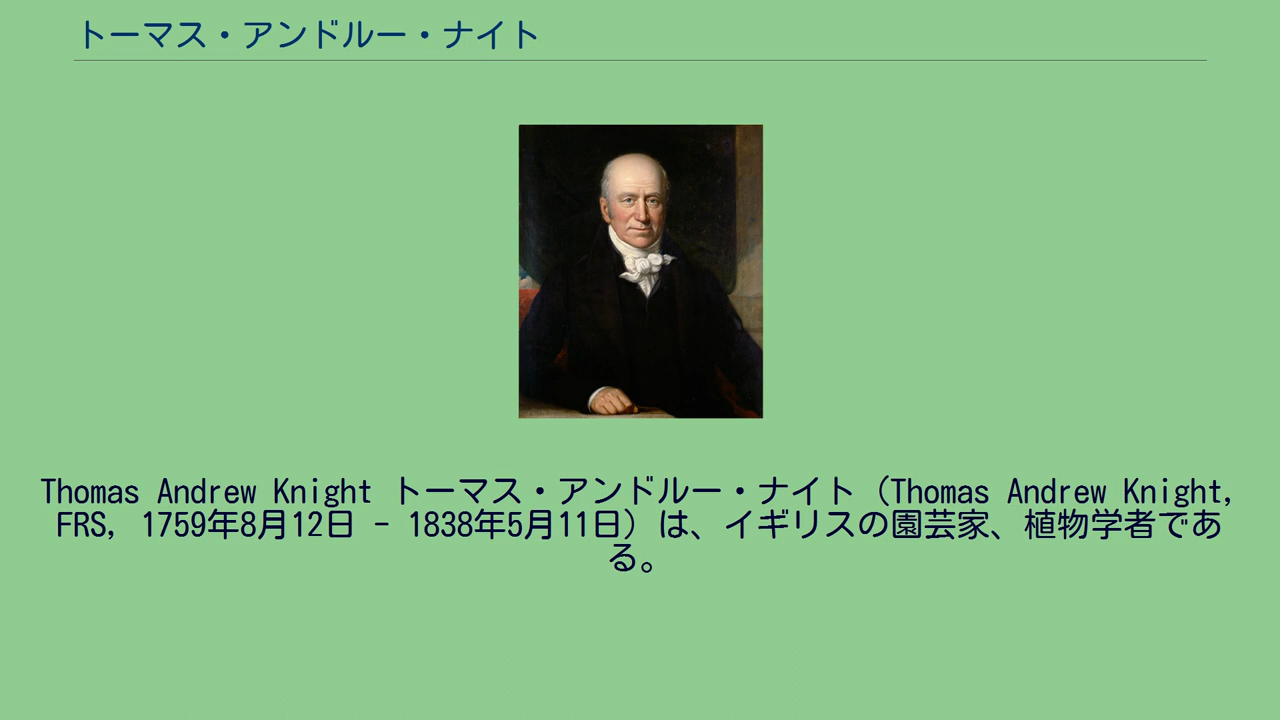 トーマス・アンドルー・ナイト
Thomas Andrew Knight トーマス・アンドルー・ナイト（Thomas Andrew Knight,
FRS, 1759年8月12日 - 1838年5月11日）は、イギリスの園芸家、植物学者であ
る。